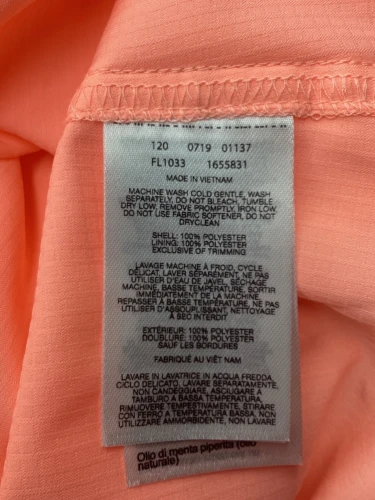 120 0719 01137
FL1033 1655831
MADE IN VIETNAM
MACHINE WASH COLD GENTLE, WASH
SEPARATELY, DO NOT BLEACH, TUMBLE
DRY LOW, REMOVE PROMPTLY, IRON LOW,
DO NOT USE FABRIC SOFTENER, DO NOT
DRYCLEAN
SHELL: 100% POLYESTER
LINING: 100% POLYESTER
EXCLUSIVE OF TRIMMING
LAVAGE MACHINE À FROID, CYCLE
DÉLICAT, LAVER SÉPARÉMENT, NE PAS
UTILISER D'EAU DE JAVEL, SÉCHAGE
MACHINE, BASSE TEMPÉRATURE, SORTIR
IMMÉDIATEMENT DE LA MACHINE,
REPASSER À BASSE TEMPÉRATURE, NE PAS
UTILISER D'ASSOUPLISSANT, NETTOYAGE
À SEC INTERDIT
EXTÉRIEUR: 100% POLYESTER
DOUBLURE: 100% POLYESTER
SAUF LES BORDURES
FABRIQUÉ AU VIÊT NAM
LAVARE IN LAVATRICE IN ACQUA FREDDA,
CICLO DELICATO, LAVARE SEPARATAMENTE,
NON CANDEGGIARE, ASCIUGARE A
TAMBURO A BASSA TEMPERATURA,
RIMUOVERE TEMPESTIVAMENTE, STIRARE
CON FERRO A TEMPERATURA BASSA, NON
UTILIZZARE AMMORBIDENTE, NON LAVARE
Olio di menta piperita (olio
naturale)